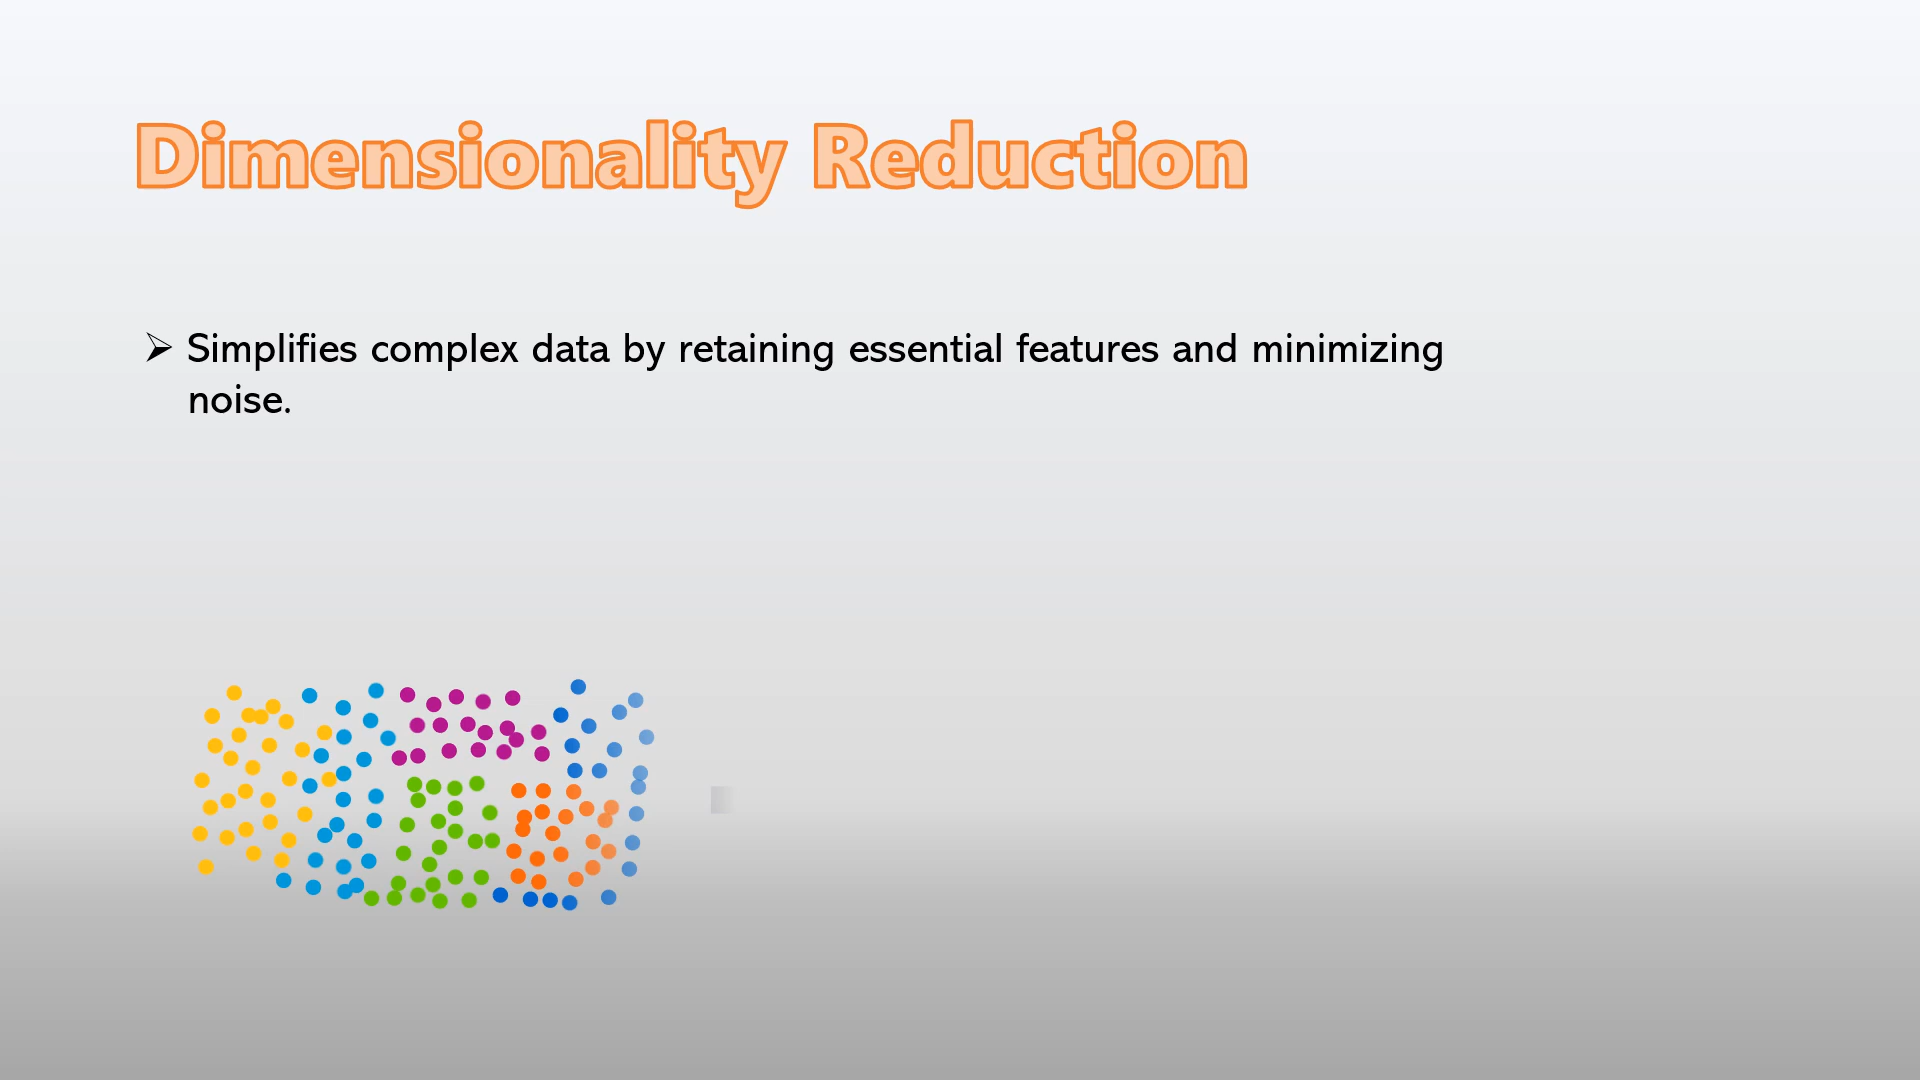 Dimensionality Reduction
➢ Simplifies complex data by retaining essential features and minimizing
noise.